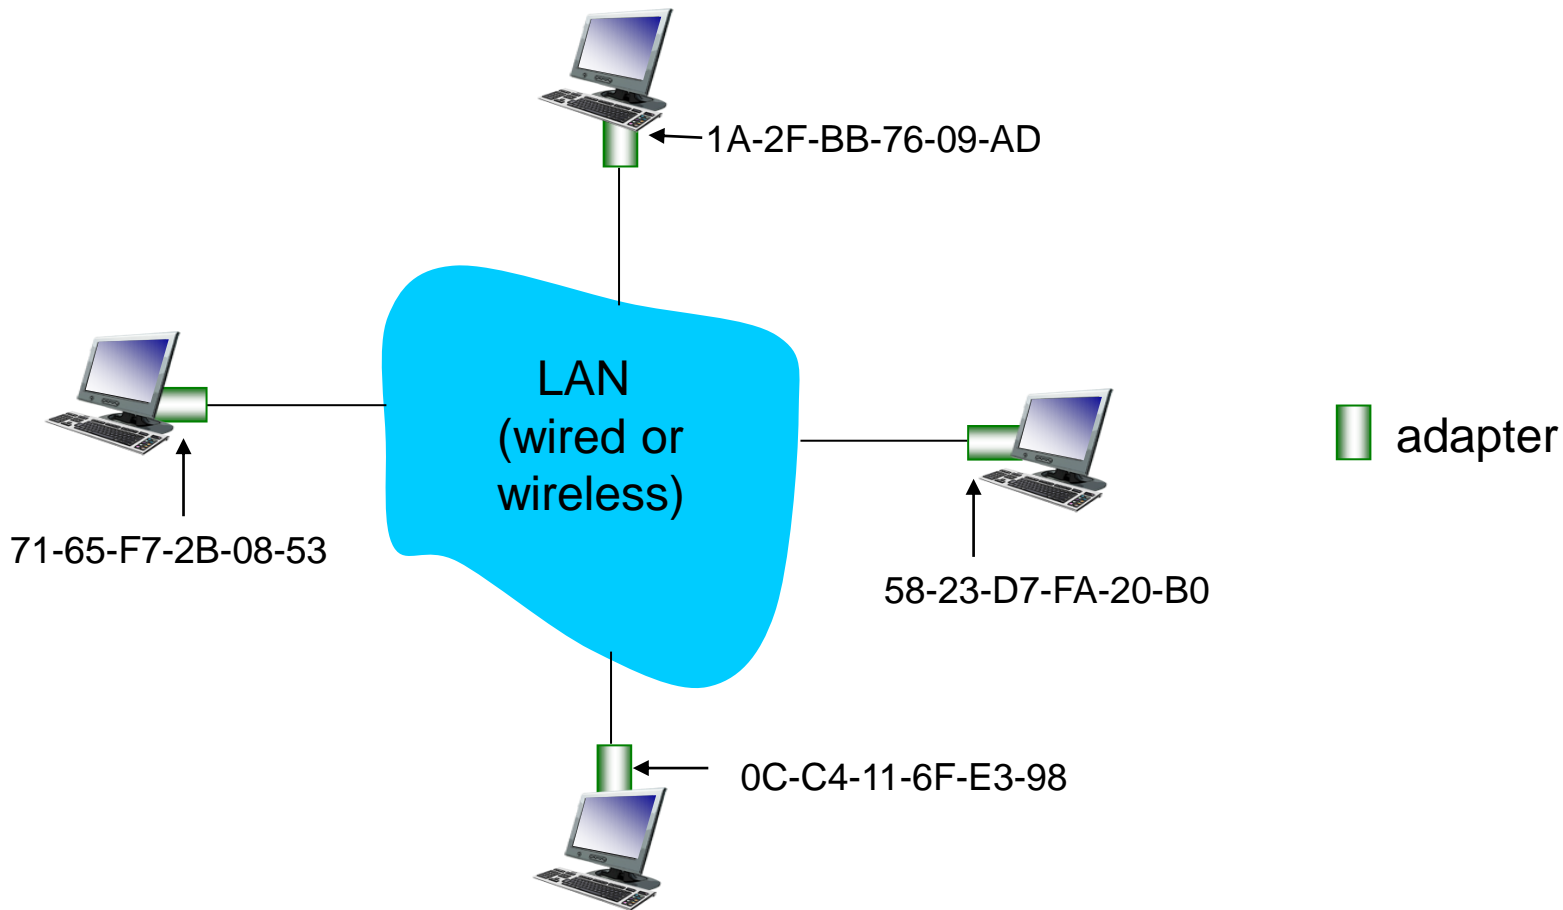 1A-2F-BB-76-09-AD
LAN
(wired or
wireless)
adapter
71-65-F7-2B-08-53
58-23-D7-FA-20-B0
0C-C4-11-6F-E3-98